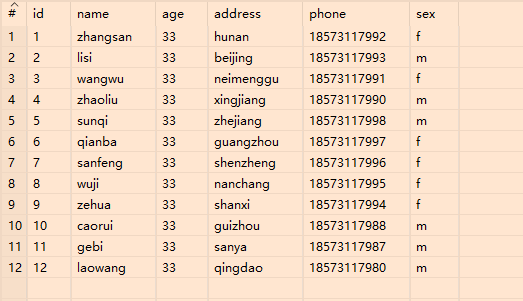 # id name age address phone sex
1 1 zhangsan 33 hunan 18573117992 f
2 2 lisi 33 beijing 18573117993 m
3 3 wangwu 33 neimenggu 18573117991 f
4 4 zhaoliu 33 xingjiang 18573117990 m
5 5 sunqi 33 zhejiang 18573117998 m
6 6 qianba 33 guangzhou 18573117997 f
7 7 sanfeng 33 shenzheng 18573117996 f
8 8 wuji 33 nanchang 18573117995 f
9 9 zehua 33 shanxi 18573117994 f
10 10 caorui 33 guizhou 18573117988 m
11 11 gebi 33 sanya 18573117987 m
12 12 laowang 33 qingdao 18573117980 m